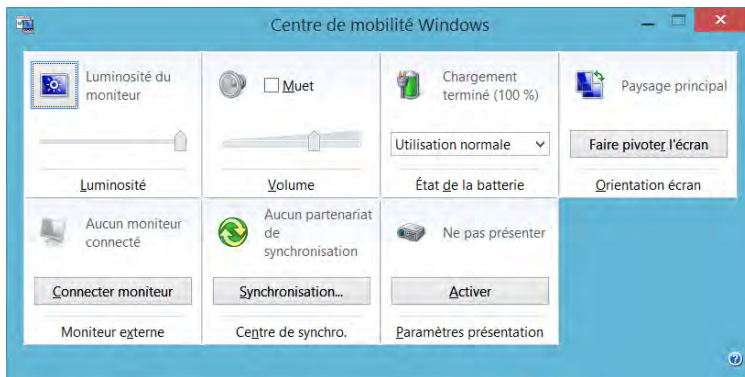 Centre de mobilité Windows
Luminosité du
moniteur
Luminosité
Muet
Volume
Chargement
terminé (100 %)
Utilisation normale
État de la batterie
Paysage principal
Faire pivoter l'écran
Orientation écran
Aucun moniteur
connecté
Connecter moniteur
Moniteur externe
Aucun partenariat
de
synchronisation
Synchronisation...
Centre de synchro.
Ne pas présenter
Activer
Paramètres présentation